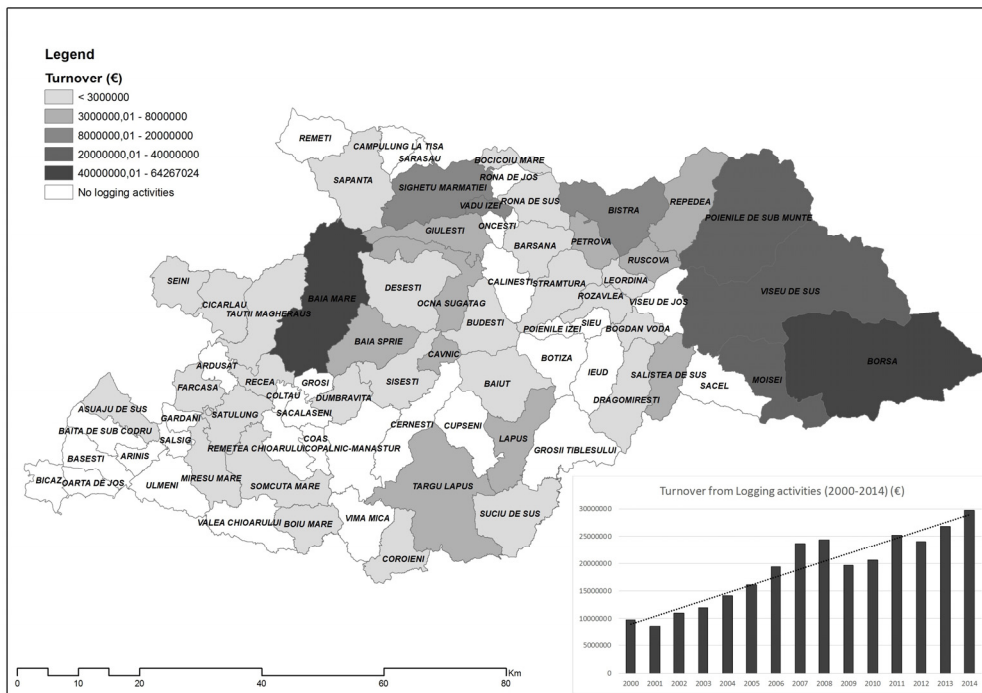 Legend
Turnover (€)
< 3000000
3000000,01 - 8000000
8000000,01 - 20000000
20000000,01 - 40000000
40000000,01 - 64267024
No logging activities
REMETI
CAMPULUNG LA TISA
SARASAU
BOCICOIU MARE
SAPANTA
RONA DE JOS
SIGHETU MARMATIEI
RONA DE SUS
REPEDEA
VADU IZEI
BISTRA
POIENILE DE SUB MUNTE
ONCESTI
GIULESTI
PETROVA
BARSANA
RUSCOVA
SEINI
DESESTI
CALINESTI
STRAMTURA
LEORDINA
VISEU DE SUS
CICARLAU
BAIA MARE
OCNA SUGATAG
ROZAVLEA
VISEU DE JOS
TAUTII MAGHERAUS
BUDESTI
SIEU
POIENILE IZEI
BOGDAN VODA
BAIA SPRIE
CAVNIC
BOTIZA
BORSA
ARDUSAT
IEUD
SALISTEA DE SUS
MOISEI
RECEA
GROSI
SISESTI
BAIUT
SACEL
FARCASA
COLTAU
DUMBRAVITA
DRAGOMIRESTI
ASUAJU DE SUS
SATULUNG
SACALASENI
GARDANI
CERNESTI
CUPSENI
BAITA DE SUB CODRU
SALSIG
COAS
LAPUS
REMETEA CHIOARULUI
COPALNIC-MANASTUR
GROSII TIBLESULUI
ARINIS
BASESTI
BICAZ
OARTA DE JOS
ULMENI
MIRESU MARE
SOMCUTA MARE
TARGU LAPUS
VALEA CHIOARULUI
BOIU MARE
VIMA MICA
SUCIU DE SUS
COROIENI
Km
0 10 20 40 60 80
Turnover from Logging activities (2000-2014) (€)
30000000
25000000
20000000
15000000
10000000
5000000
0
2000 2001 2002 2003 2004 2005 2006 2007 2008 2009 2010 2011 2012 2013 2014